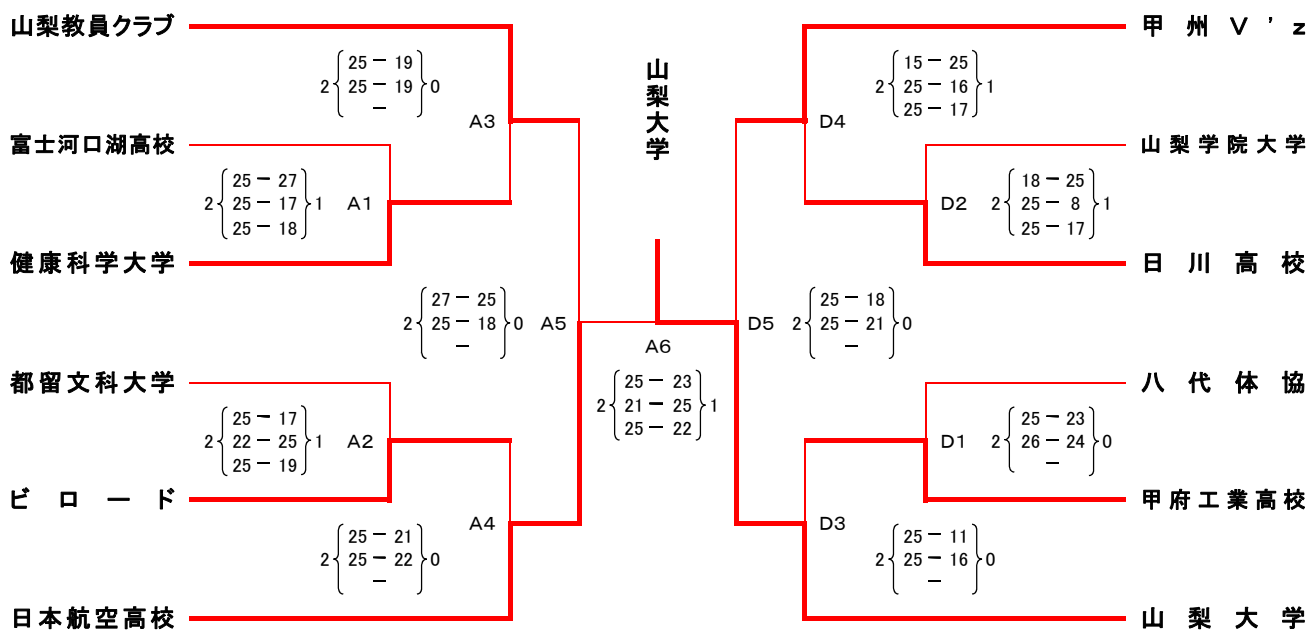 山梨教員クラブ
2 25 － 19 0
25 － 19
－
A3
富士河口湖高校
2 25 － 27 1
25 － 17
25 － 18
A1
健康科学大学
2 27 － 25 0
25 － 18
－
A5
都留文科大学
2 25 － 17 1
22 － 25
25 － 19
A2
ビロード
A4
2 25 － 21 0
25 － 22
－
日本航空高校
山梨大学
A6
2 25 － 23 1
21 － 25
25 － 22
甲州Ｖ’ｚ
2 15 － 25 1
25 － 16
25 － 17
D4
山梨学院大学
D2
2 18 － 25 1
25 － 8
25 － 17
日川高校
D5
2 25 － 18 0
25 － 21
－
八代体協
D1
2 25 － 23 0
26 － 24
－
甲府工業高校
D3
2 25 － 11 0
25 － 16
－
山梨大学